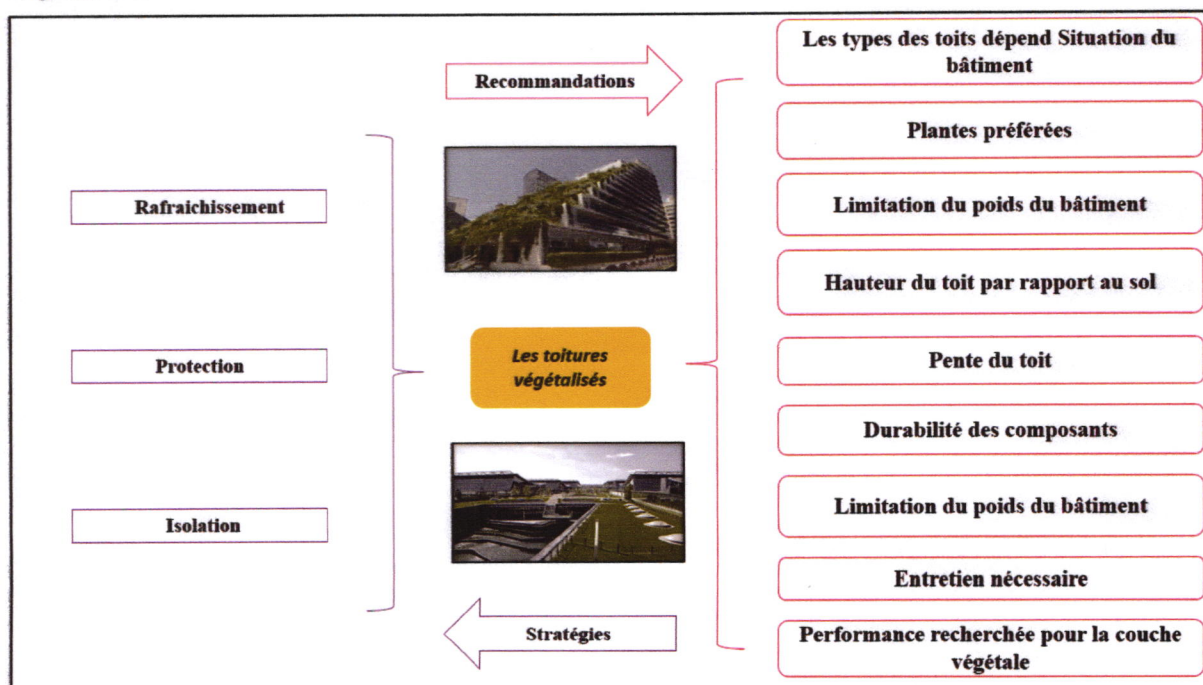 Recommandations
Rafraichissement
Protection
Isolation
Les toitures
végétalisés
Stratégies
Les types des toits dépend Situation du
bâtiment
Plantes préférées
Limitation du poids du bâtiment
Hauteur du toit par rapport au sol
Pente du toit
Durabilité des composants
Limitation du poids du bâtiment
Entretien nécessaire
Performance recherchée pour la couche
végétale